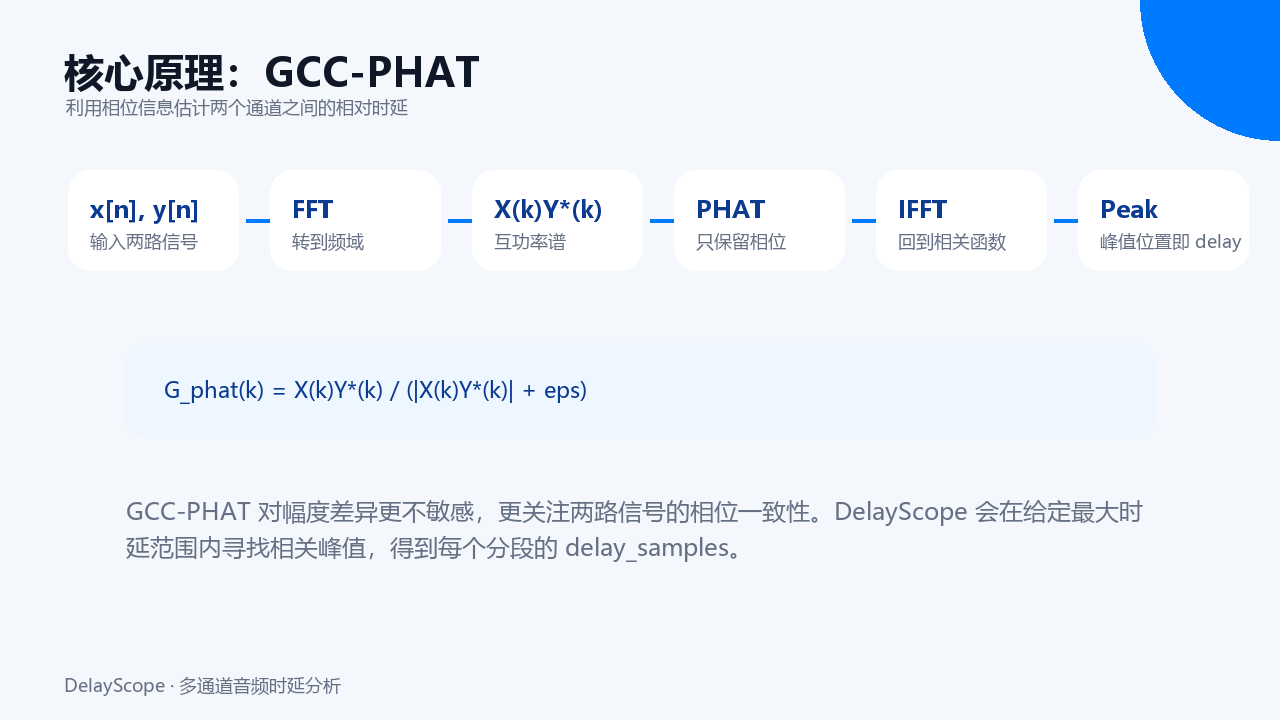 核心原理：GCC-PHAT
利用相位信息估计两个通道之间的相对时延
x[n], y[n]
输入两路信号
FFT
转到频域
X(k)Y*(k)
互功率谱
PHAT
只保留相位
IFFT
回到相关函数
Peak
峰值位置即 delay
G_phat(k) = X(k)Y*(k) / (|X(k)Y*(k)| + eps)
GCC-PHAT 对幅度差异更不敏感，更关注两路信号的相位一致性。DelayScope 会在给定最大时
延范围内寻找相关峰值，得到每个分段的 delay_samples。
DelayScope · 多通道音频时延分析